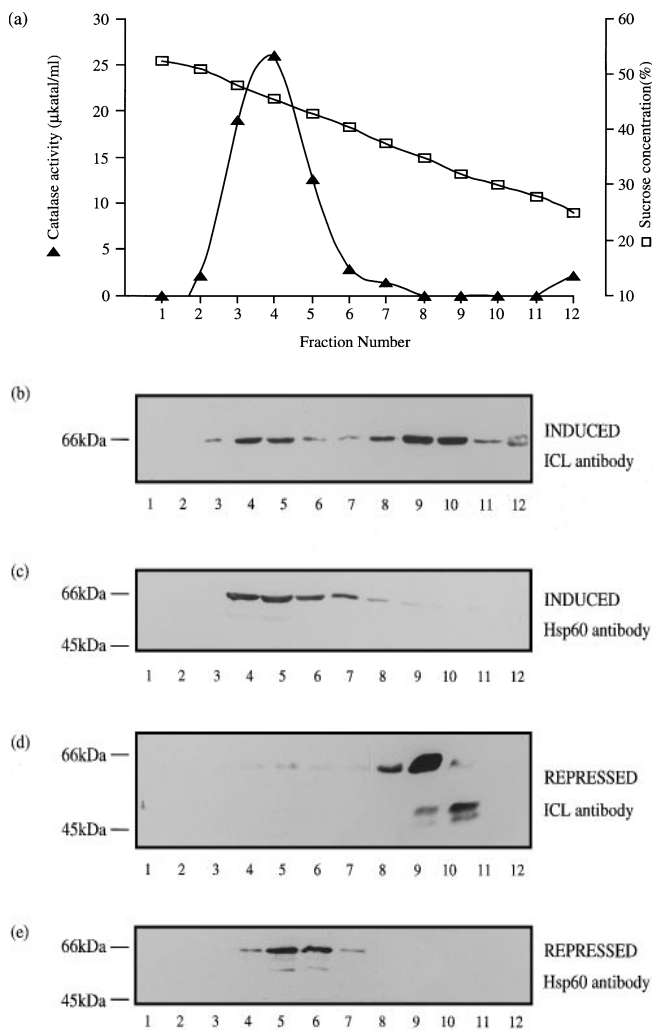 (a)
30
25
20
15
10
5
0
▲ Catalase activity (μkatal/ml)
60
50
40
30
20
10
□ Sucrose concentration(%)
1 2 3 4 5 6 7 8 9 10 11 12
Fraction Number
(b)
66kDa
INDUCED
ICL antibody
1 2 3 4 5 6 7 8 9 10 11 12
(c)
66kDa
45kDa
INDUCED
Hsp60 antibody
1 2 3 4 5 6 7 8 9 10 11 12
(d)
66kDa
45kDa
REPRESSED
ICL antibody
1 2 3 4 5 6 7 8 9 10 11 12
(e)
66kDa
45kDa
REPRESSED
Hsp60 antibody
1 2 3 4 5 6 7 8 9 10 11 12